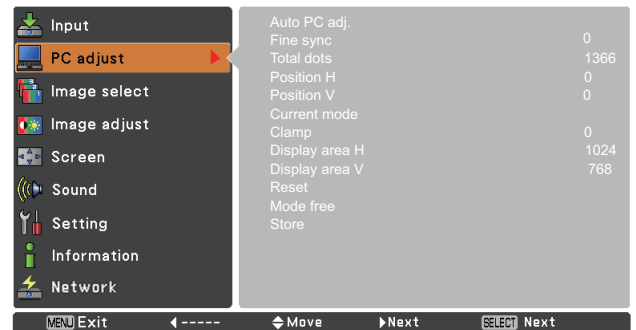 Input
PC adjust
Image select
Image adjust
Screen
Sound
Setting
Information
Network
Auto PC adj.
Fine sync 0
Total dots 1366
Position H 0
Position V 0
Current mode
Clamp 0
Display area H 1024
Display area V 768
Reset
Mode free
Store
MENU Exit ----- Move Next SELECT Next